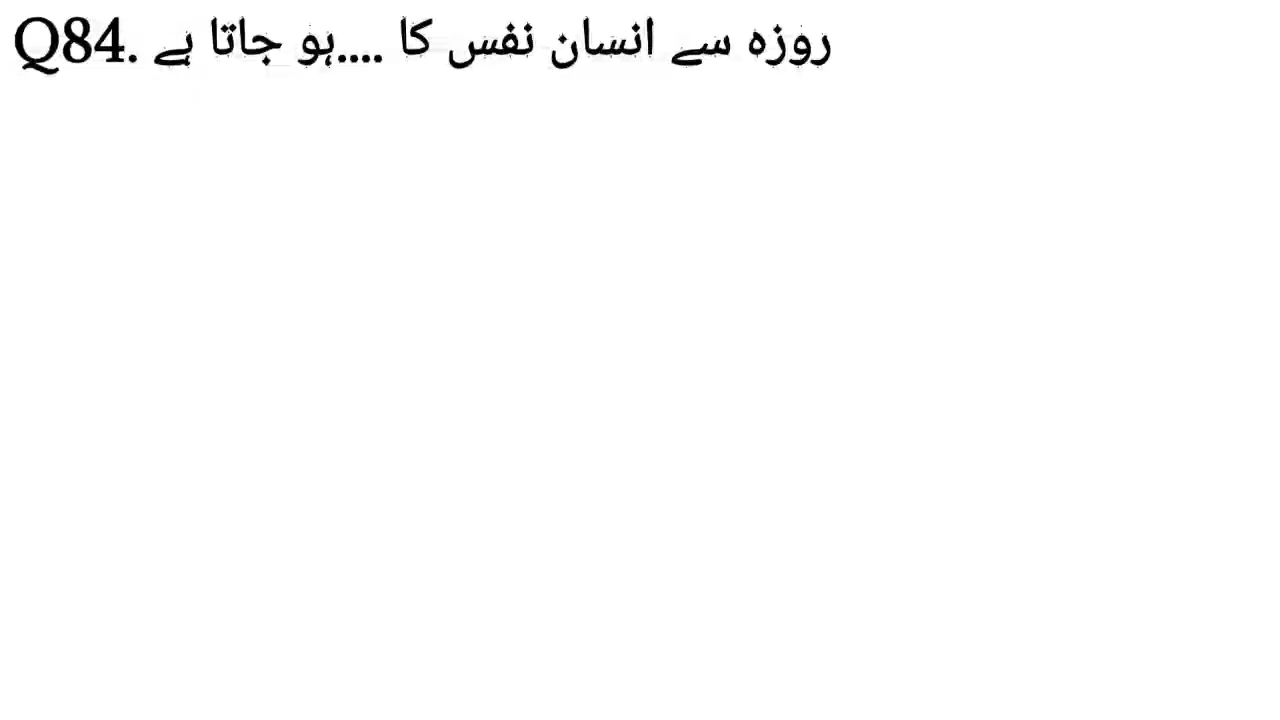 Q84. روزہ سے انسان نفس کا ....ہو جاتا ہے